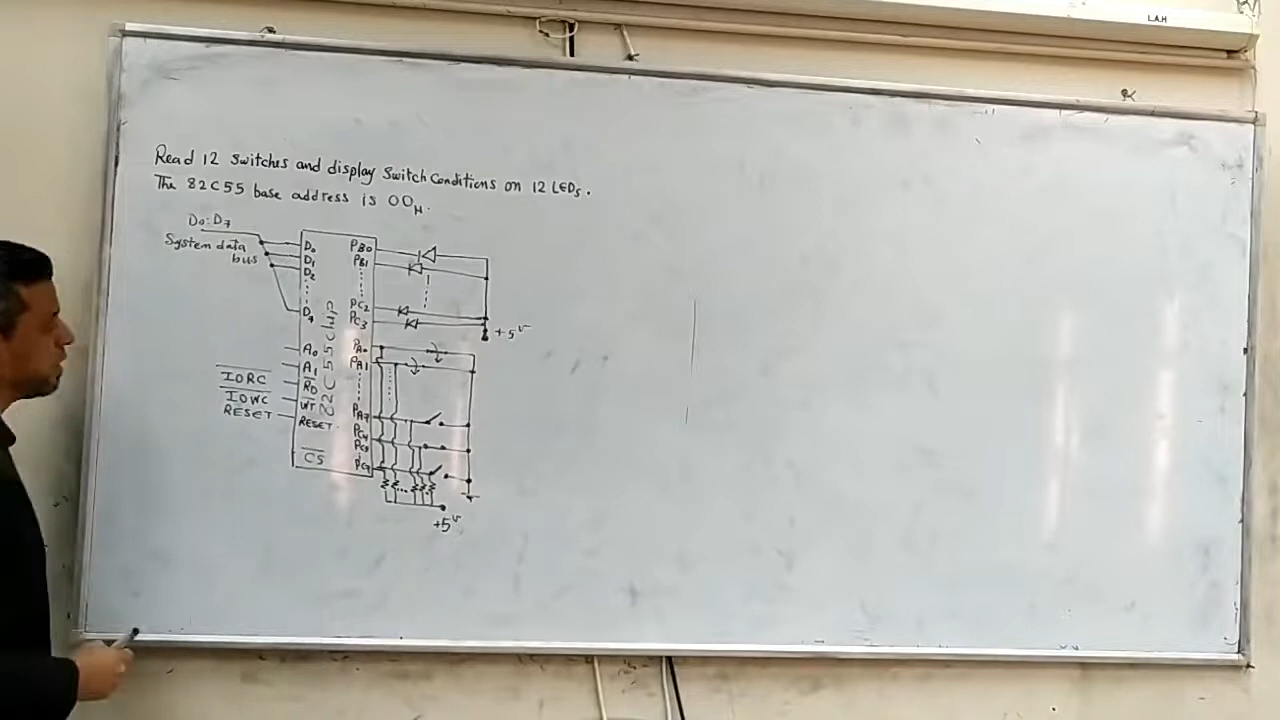 L.A.H
Read 12 switches and display switch Conditions on 12 LEDs.
The 82C55 base address is 00H.
D0:D7
System data
bus
D0
D1
D2
D7
A0
A1
RD
WT
RESET
CS
IORC
IOWC
RESET
82C55 chip
PB0
PB1
PC2
PC3
PA0
PA1
PA7
PC4
PC5
+5v
+5v